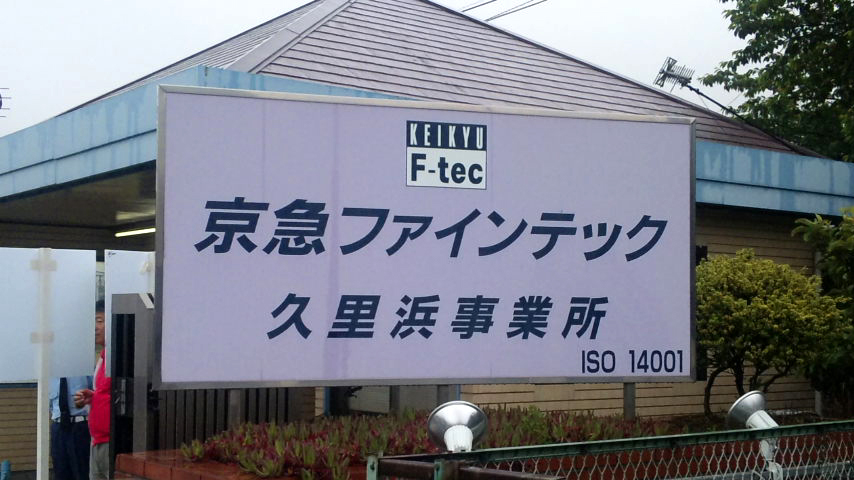 KEIKYU
F-tec
京急ファインテック
久里浜事業所
ISO 14001